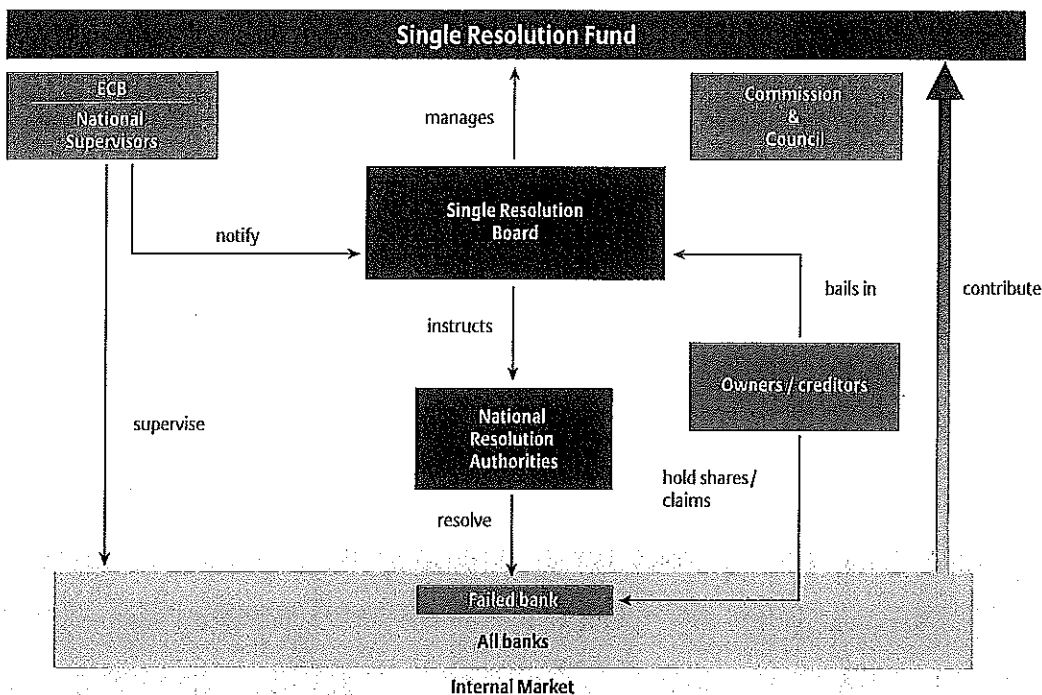 Single Resolution Fund
ECB
National
Supervisors
manages
Commission
&
Council
Single Resolution
Board
notify
bails in
contribute
instructs
Owners / creditors
National
Resolution
Authorities
supervise
hold shares/
claims
resolve
Failed bank
All banks
Internal Market